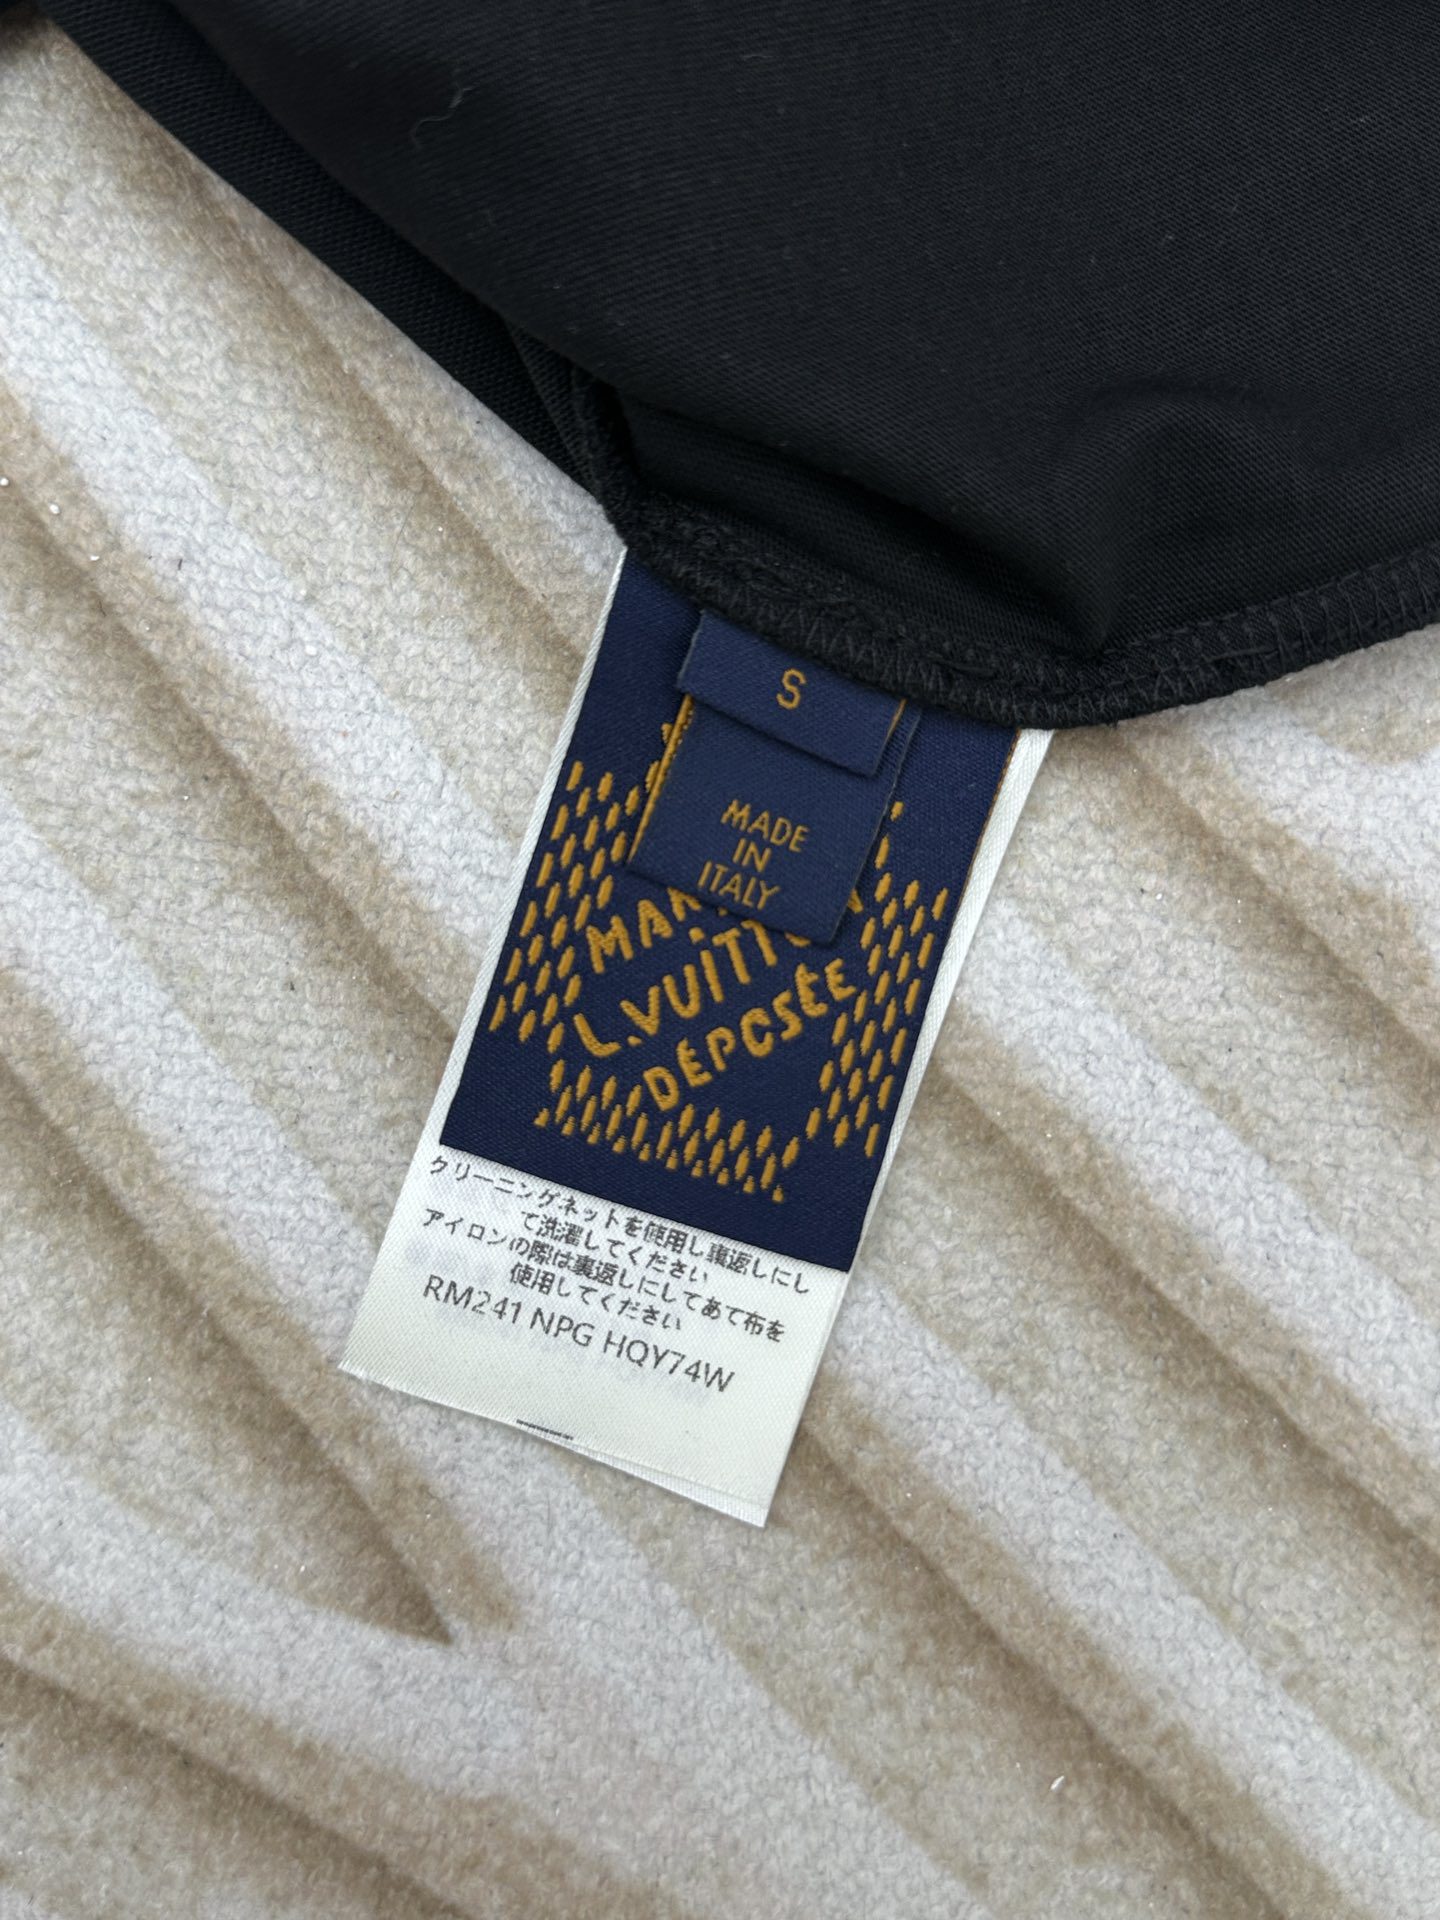 S
MADE
IN
ITALY
L.VUITT
DÉPOSÉE
クリーニングネットを使用し裏返しにし
て洗濯してください
アイロンの際は裏返しにしてあて布を
使用してください
RM241 NPG HQY74W